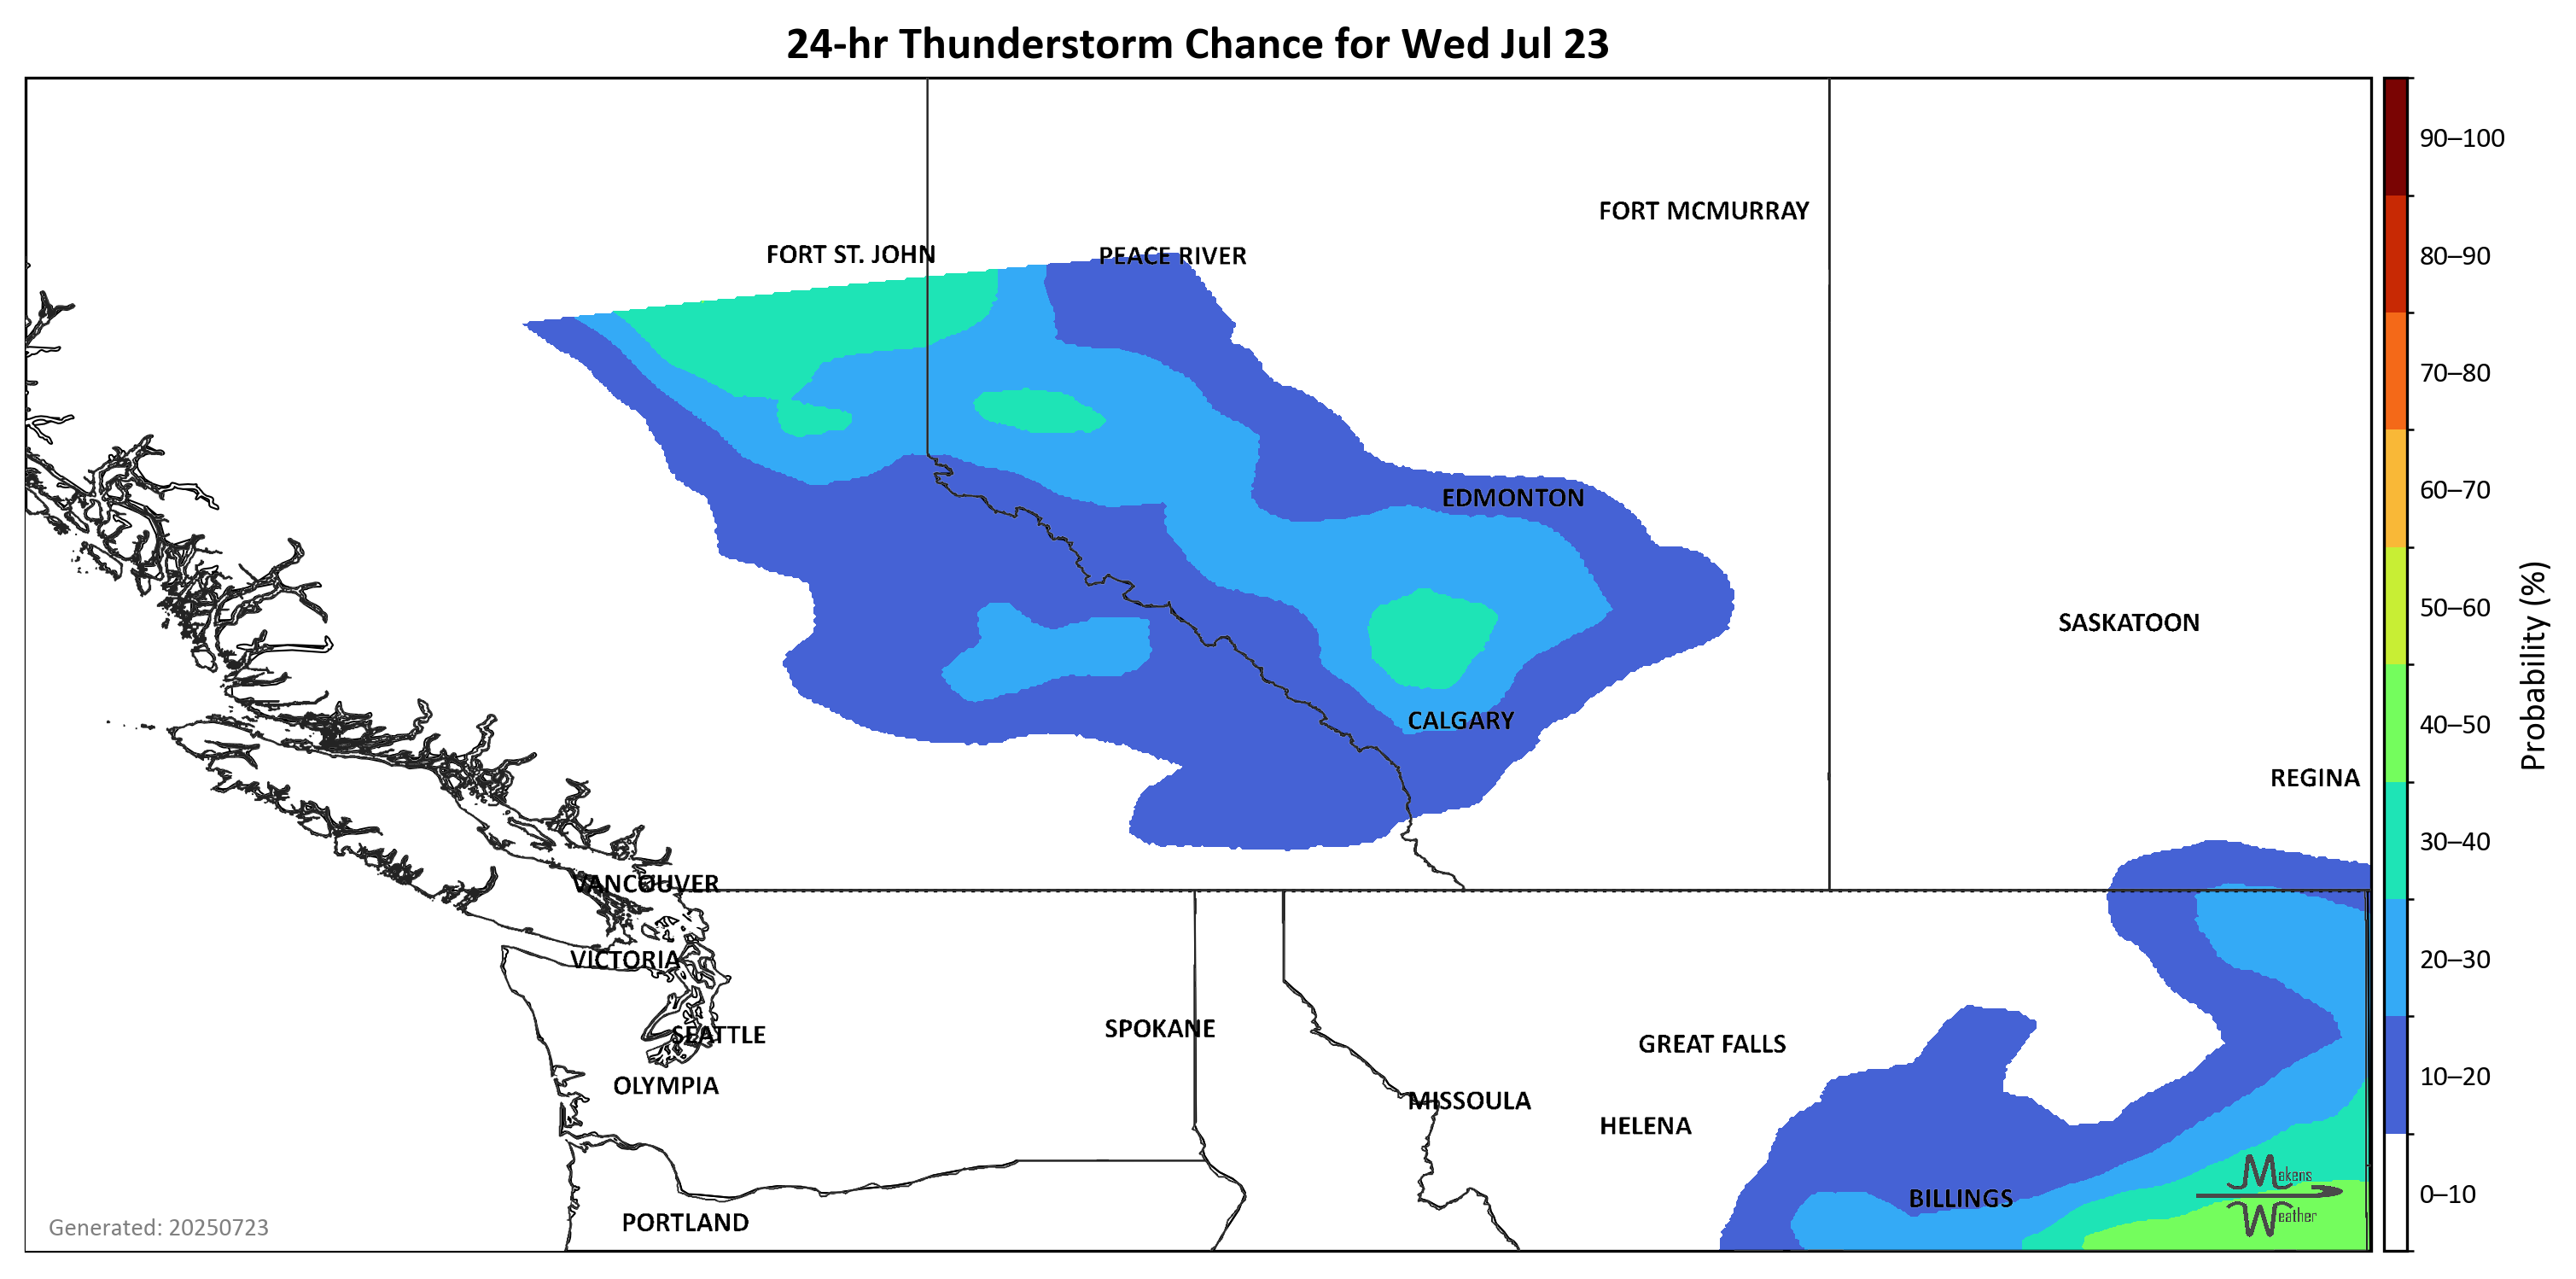 24-hr Thunderstorm Chance for Wed Jul 23
90–100
FORT MCMURRAY
FORT ST. JOHN
PEACE RIVER
80–90
70–80
60–70
EDMONTON
50–60
SASKATOON
Probability (%)
CALGARY
40–50
REGINA
30–40
VANCOUVER
VICTORIA
20–30
SEATTLE
SPOKANE
GREAT FALLS
10–20
OLYMPIA
MISSOULA
HELENA
Makens
Weather
BILLINGS
0–10
PORTLAND
Generated: 20250723